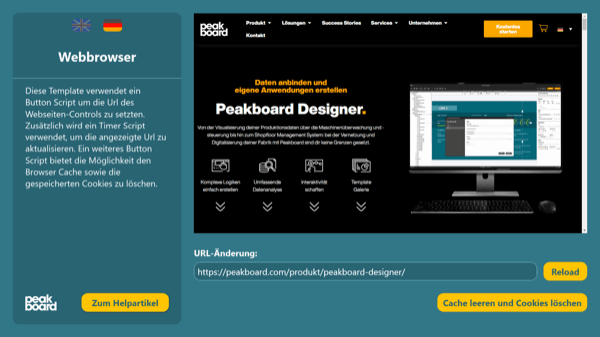 Webbrowser
Diese Template verwendet ein
Button Script um die Url des
Webseiten-Controls zu setzten.
Zusätzlich wird ein Timer Script
verwendet, um die angezeigte Url zu
aktualisieren. Ein weiteres Button
Script bietet die Möglichkeit den
Browser Cache sowie die
gespeicherten Cookies zu löschen.
peak
board
Zum Helpartikel
peak
board
Produkt
Lösungen
Success Stories
Services
Unternehmen
Kontakt
Kostenlos
starten
Daten anbinden und
eigene Anwendungen erstellen
Peakboard Designer.
Von der Visualisierung deiner Produktionsdaten über die Maschinenüberwachung und -
steuerung bis hin zum Shopfloor Management System bei der Vernetzung und
Digitalisierung deiner Fabrik mit Peakboard sind dir keine Grenzen gesetzt.
Komplexe Logiken
einfach erstellen
Umfassende
Datenanalyse
Interaktivität
schaffen
Template
Galerie
URL-Änderung:
https://peakboard.com/produkt/peakboard-designer/
Reload
Cache leeren und Cookies löschen